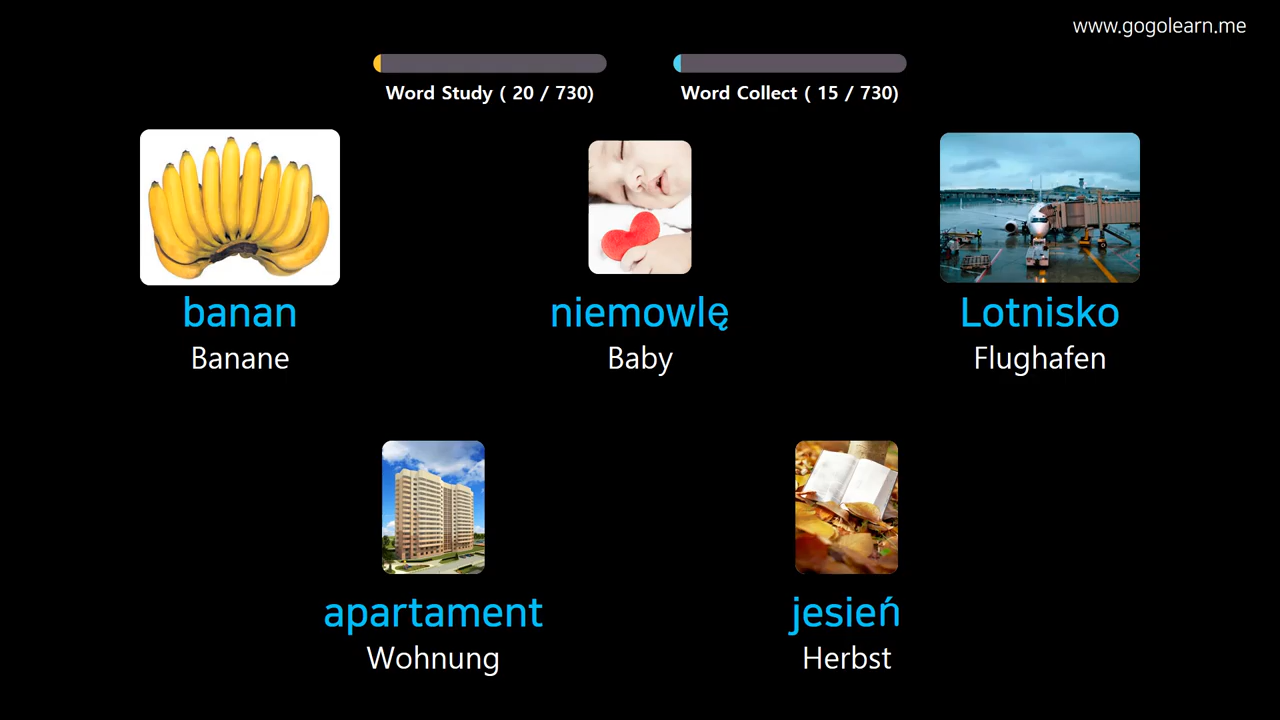 www.gogolearn.me
Word Study ( 20 / 730)
Word Collect ( 15 / 730)
banan
Banane
niemowlę
Baby
Lotnisko
Flughafen
apartament
Wohnung
jesień
Herbst